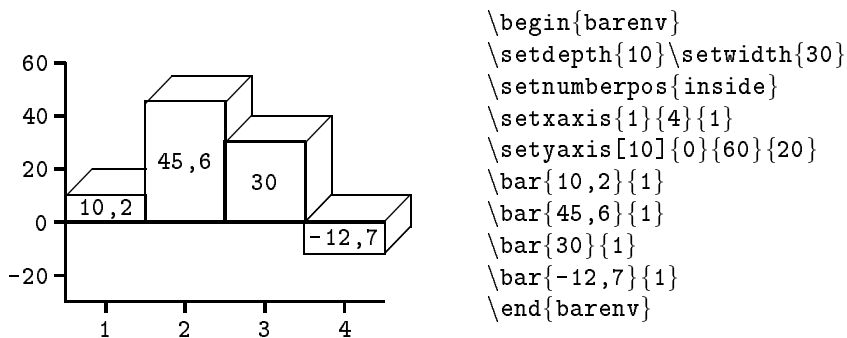 60
40
20
0
-20
10,2
45,6
30
-12,7
1 2 3 4
\begin{barenv}
\setdepth{10}\setwidth{30}
\setnumberpos{inside}
\setxaxis{1}{4}{1}
\setyaxis[10]{0}{60}{20}
\bar{10,2}{1}
\bar{45,6}{1}
\bar{30}{1}
\bar{-12,7}{1}
\end{barenv}